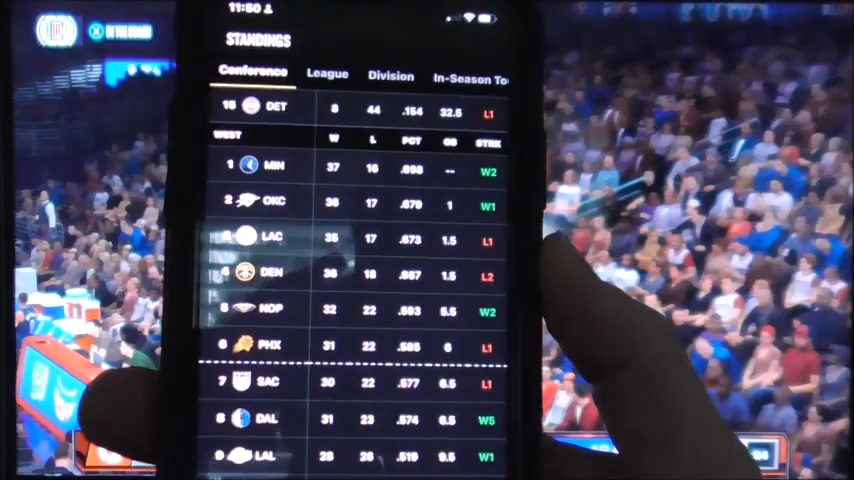 11:50
BE THE COACH
STANDINGS
Conference League Division In-Season To
15 DET 8 44 .154 32.5 L1
WEST W L PCT GB STRK
1 MIN 37 16 .698 -- W2
2 OKC 36 17 .679 1 W1
3 LAC 35 17 .673 1.5 L1
4 DEN 36 18 .667 1.5 L2
5 NOP 32 22 .593 5.5 W2
6 PHX 31 22 .585 6 L1
7 SAC 30 22 .577 6.5 L1
8 DAL 31 23 .574 6.5 W5
9 LAL 28 26 .519 9.5 W1